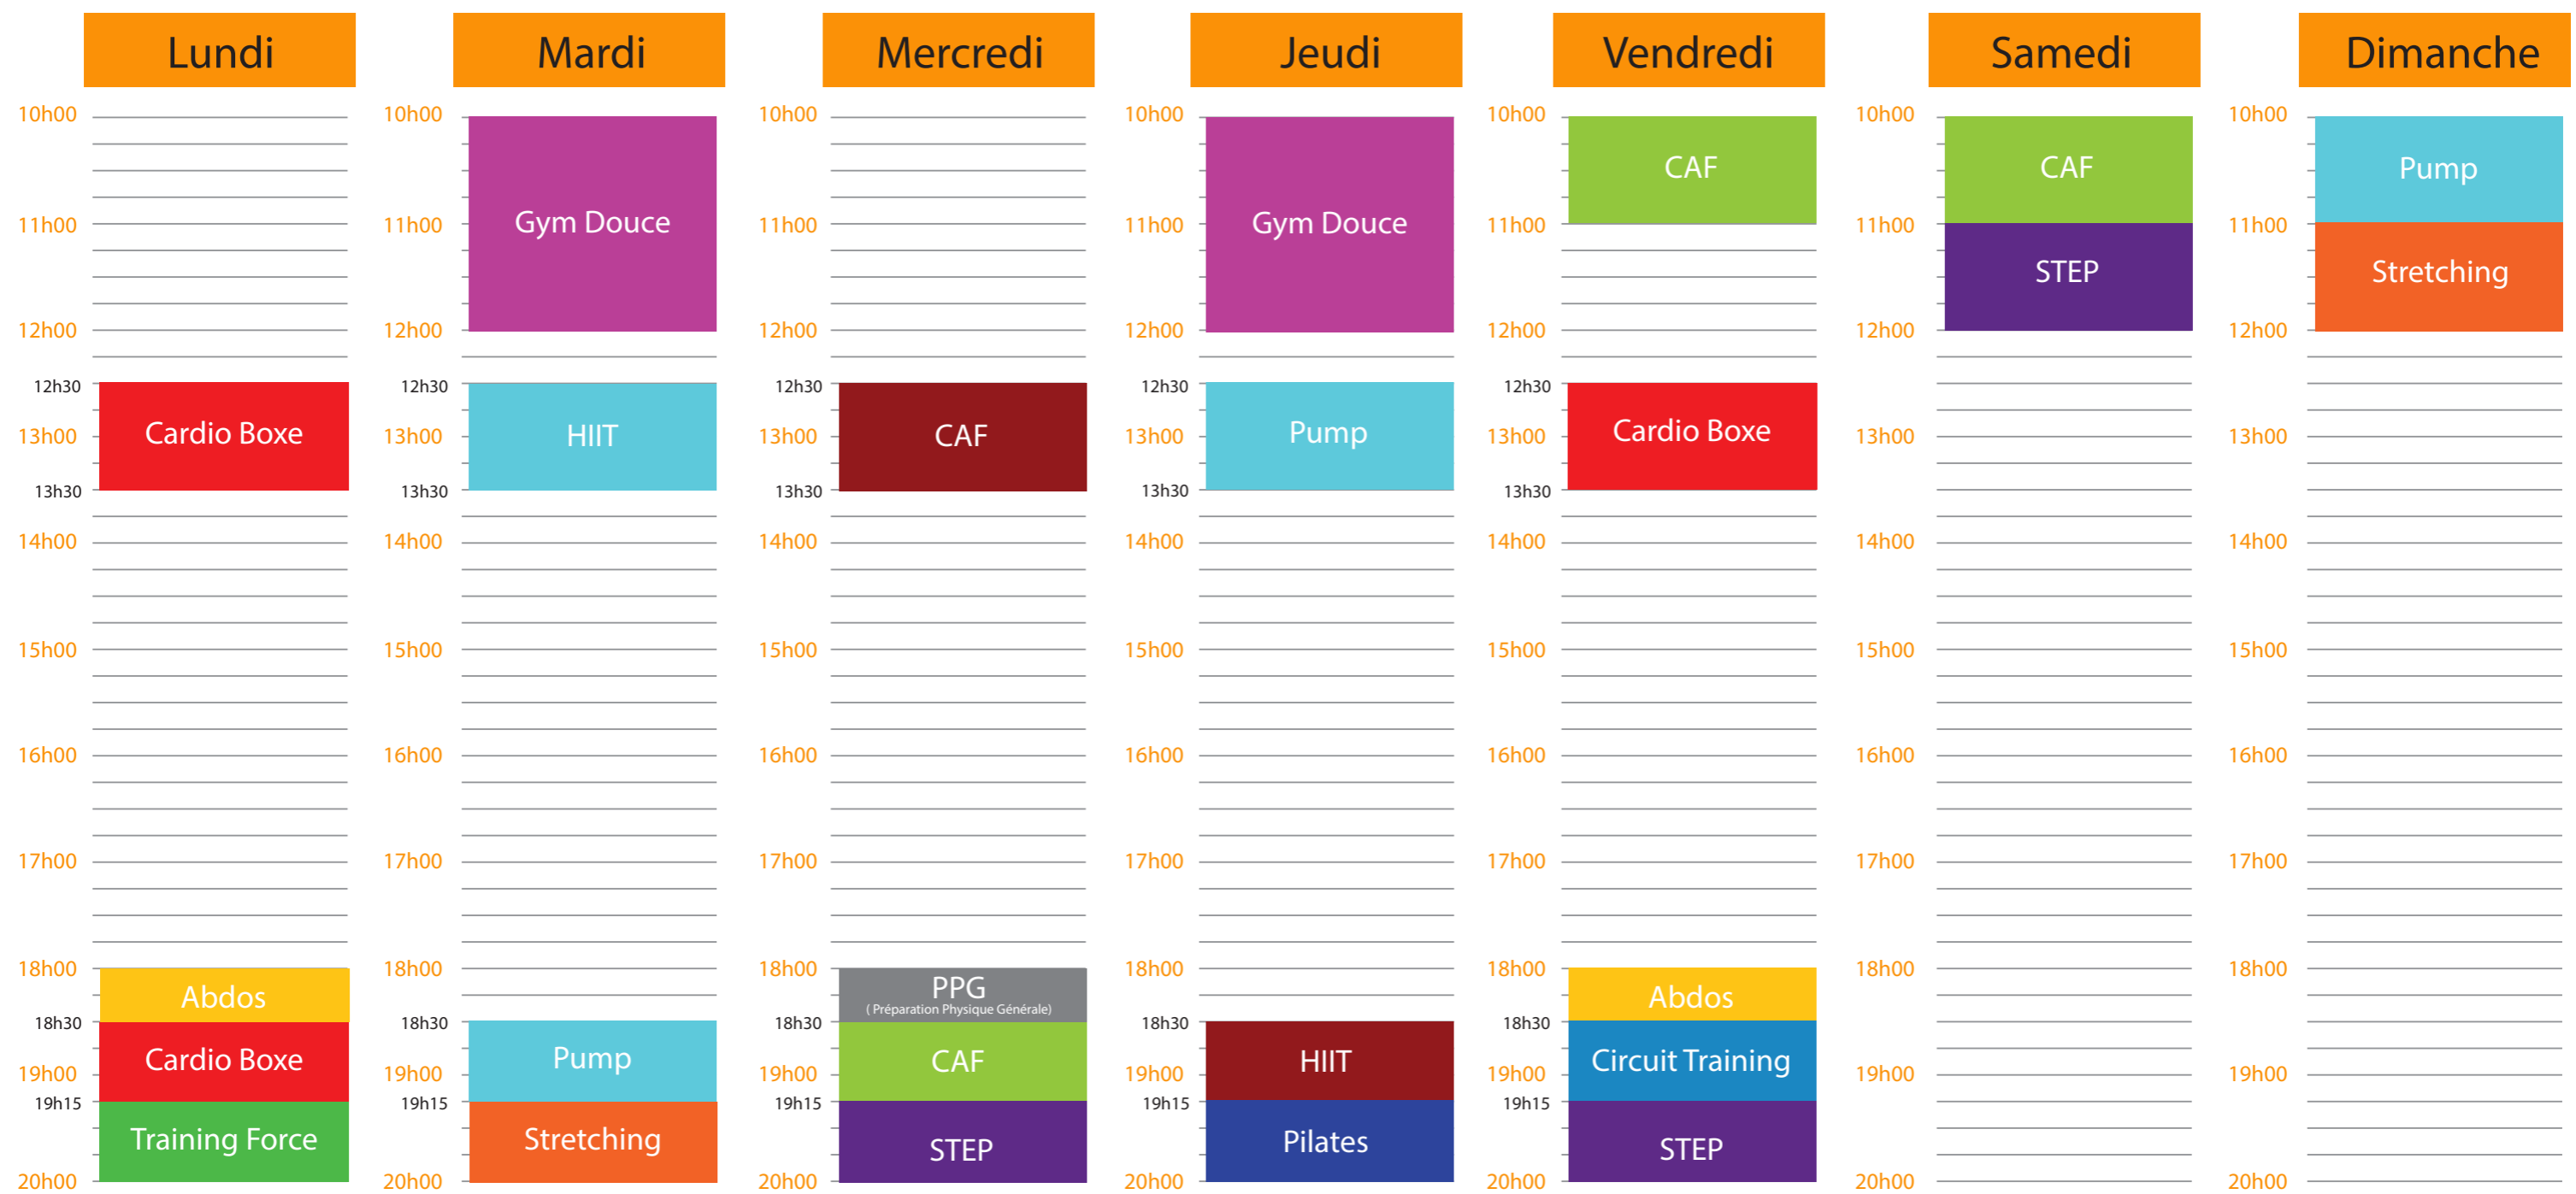 Lundi
10h00
11h00
12h00
12h30
Cardio Boxe
13h00
13h30
14h00
15h00
16h00
17h00
18h00
Abdos
18h30
Cardio Boxe
19h00
19h15
Training Force
20h00
Mardi
10h00
Gym Douce
11h00
12h00
12h30
HIIT
13h00
13h30
14h00
15h00
16h00
17h00
18h00
18h30
Pump
19h00
19h15
Stretching
20h00
Mercredi
10h00
11h00
12h00
12h30
CAF
13h00
13h30
14h00
15h00
16h00
17h00
18h00
PPG
( Préparation Physique Générale)
18h30
CAF
19h00
19h15
STEP
20h00
Jeudi
10h00
Gym Douce
11h00
12h00
12h30
Pump
13h00
13h30
14h00
15h00
16h00
17h00
18h00
18h30
HIIT
19h00
19h15
Pilates
20h00
Vendredi
10h00
CAF
11h00
12h00
12h30
Cardio Boxe
13h00
13h30
14h00
15h00
16h00
17h00
18h00
Abdos
18h30
Circuit Training
19h00
19h15
STEP
20h00
Samedi
10h00
CAF
11h00
STEP
12h00
13h00
14h00
15h00
16h00
17h00
18h00
19h00
20h00
Dimanche
10h00
Pump
11h00
Stretching
12h00
13h00
14h00
15h00
16h00
17h00
18h00
19h00
20h00